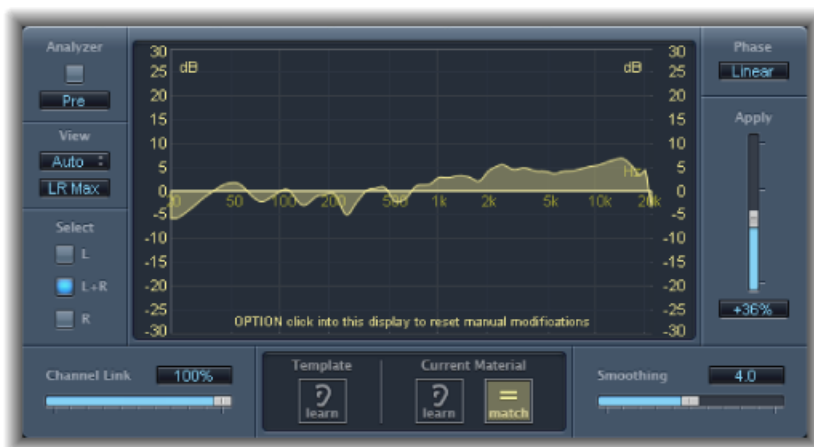 Analyzer
Pre
View
Auto
LR Max
Select
L
L+R
R
30
25
20
15
10
5
0
-5
-10
-15
-20
-25
-30
dB
dB
Hz
20 50 100 200 500 1k 2k 5k 10k 20k
OPTION click into this display to reset manual modifications
30
25
20
15
10
5
0
-5
-10
-15
-20
-25
-30
Phase
Linear
Apply
+36%
Channel Link 100%
Template
learn
Current Material
learn
match
Smoothing 4.0